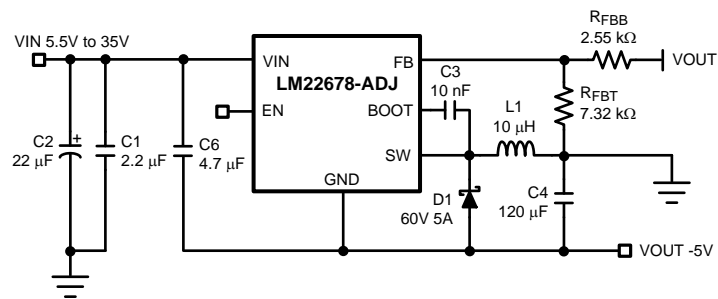 VIN 5.5V to 35V
VIN
FB
LM22678-ADJ
EN
BOOT
SW
GND
RFBB
2.55 kΩ
VOUT
C3
10 nF
RFBT
7.32 kΩ
L1
10 μH
C2
22 μF
+
C1
2.2 μF
C6
4.7 μF
D1
60V 5A
C4
120 μF
VOUT -5V